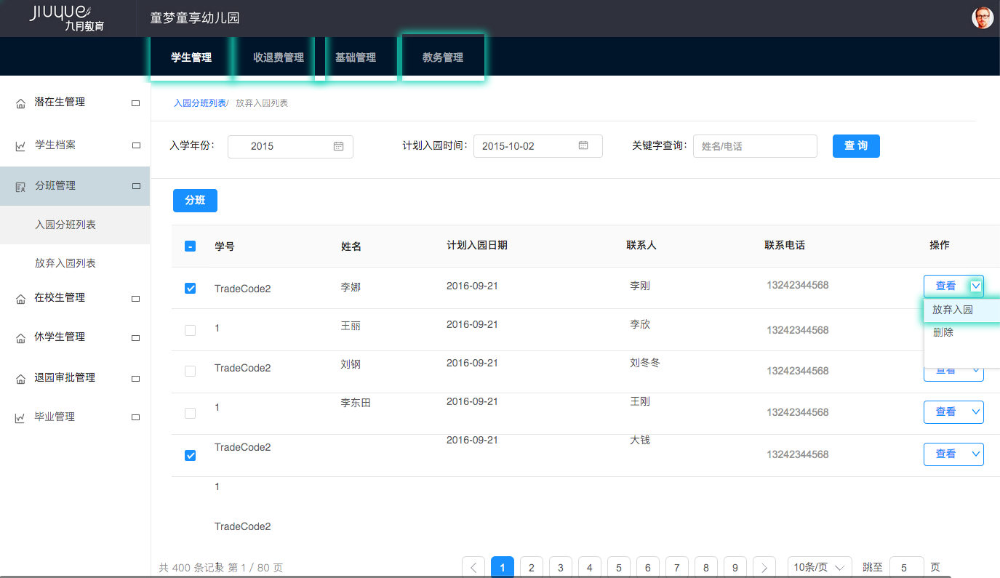 JIUYUE
九月教育
童梦童享幼儿园
学生管理 收退费管理 基础管理 教务管理
潜在生管理
学生档案
分班管理
入园分班列表
放弃入园列表
在校生管理
休学生管理
退园审批管理
毕业管理
入园分班列表/ 放弃入园列表
入学年份: 2015 计划入园时间: 2015-10-02 关键字查询: 姓名/电话 查 询
分班
学号 姓名 计划入园日期 联系人 联系电话 操作
TradeCode2 李娜 2016-09-21 李刚 13242344568 查看
放弃入园
删除
1 王丽 2016-09-21 李欣 13242344568
TradeCode2 刘钢 2016-09-21 刘冬冬 13242344568 查看
1 李东田 2016-09-21 王刚 13242344568 查看
TradeCode2 2016-09-21 大钱 13242344568 查看
1
TradeCode2
1
共 400 条记录 第 1 / 80 页 1 2 3 4 5 6 7 8 9 10条/页 跳至 5 页